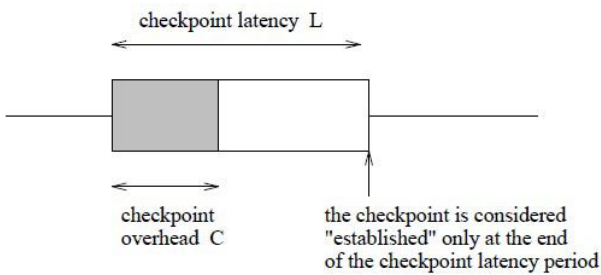 checkpoint latency L
checkpoint
overhead C
the checkpoint is considered
"established" only at the end
of the checkpoint latency period